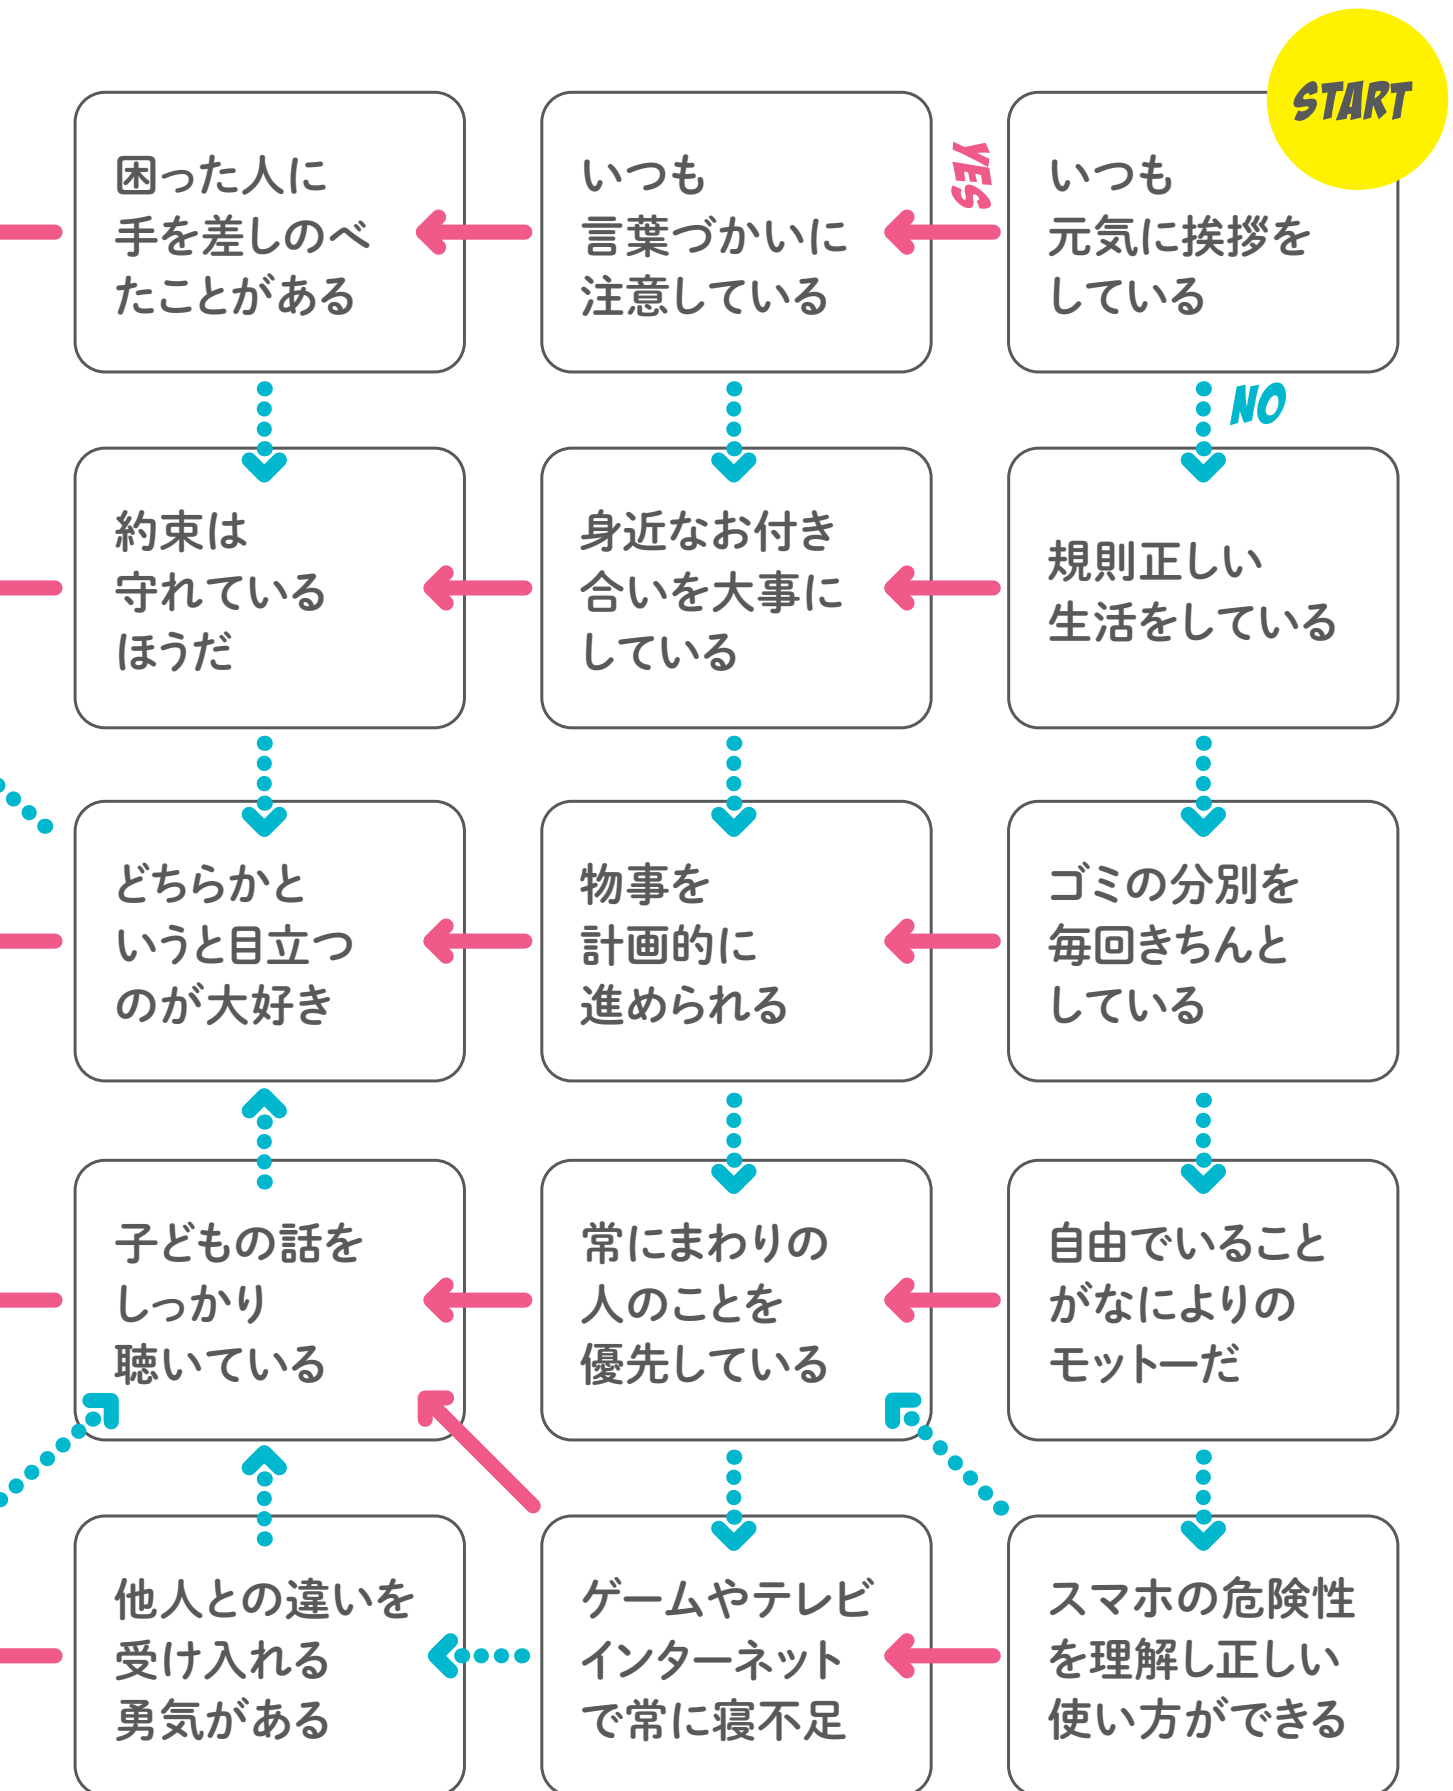 START
いつも
元気に挨拶を
している
YES
NO
いつも
言葉づかいに
注意している
困った人に
手を差しのべ
たことがある
規則正しい
生活をしている
身近なお付き
合いを大事に
している
約束は
守れている
ほうだ
ゴミの分別を
毎回きちんと
している
物事を
計画的に
進められる
どちらかと
いうと目立つ
のが大好き
自由でいること
がなによりの
モットーだ
常にまわりの
人のことを
優先している
子どもの話を
しっかり
聴いている
スマホの危険性
を理解し正しい
使い方ができる
ゲームやテレビ
インターネット
で常に寝不足
他人との違いを
受け入れる
勇気がある